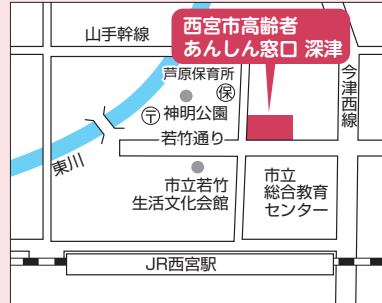 山手幹線
西宮市高齢者
あんしん窓口 深津
芦原保育所
保
今津西線
〒
神明公園
若竹通り
東川
市立若竹
生活文化会館
市立
総合教育
センター
JR西宮駅